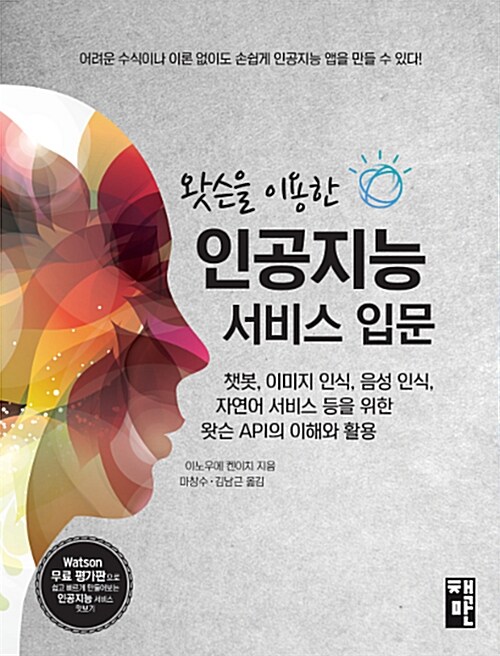 어려운 수식이나 이론 없이도 손쉽게 인공지능 앱을 만들 수 있다!
왓슨을 이용한
인공지능
서비스 입문
챗봇, 이미지 인식, 음성 인식,
자연어 서비스 등을 위한
왓슨 API의 이해와 활용
이노우에 켄이치 지음
마창수·김남근 옮김
Watson
무료 평가판으로
쉽고 빠르게 만들어보는
인공지능 서비스
맛보기
책만